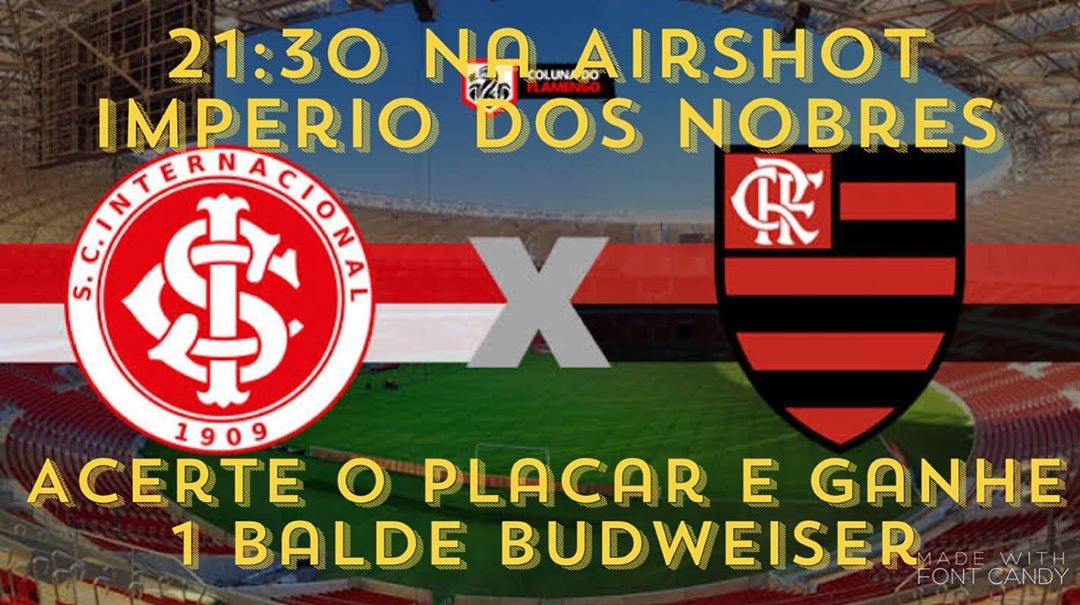 21:30 NA AIRSHOT
COLUNA DO
FLAMENGO
IMPERIO DOS NOBRES
S.C. INTERNACIONAL
1909
CRF
X
ACERTE O PLACAR E GANHE
1 BALDE BUDWEISER
MADE WITH
FONT CANDY